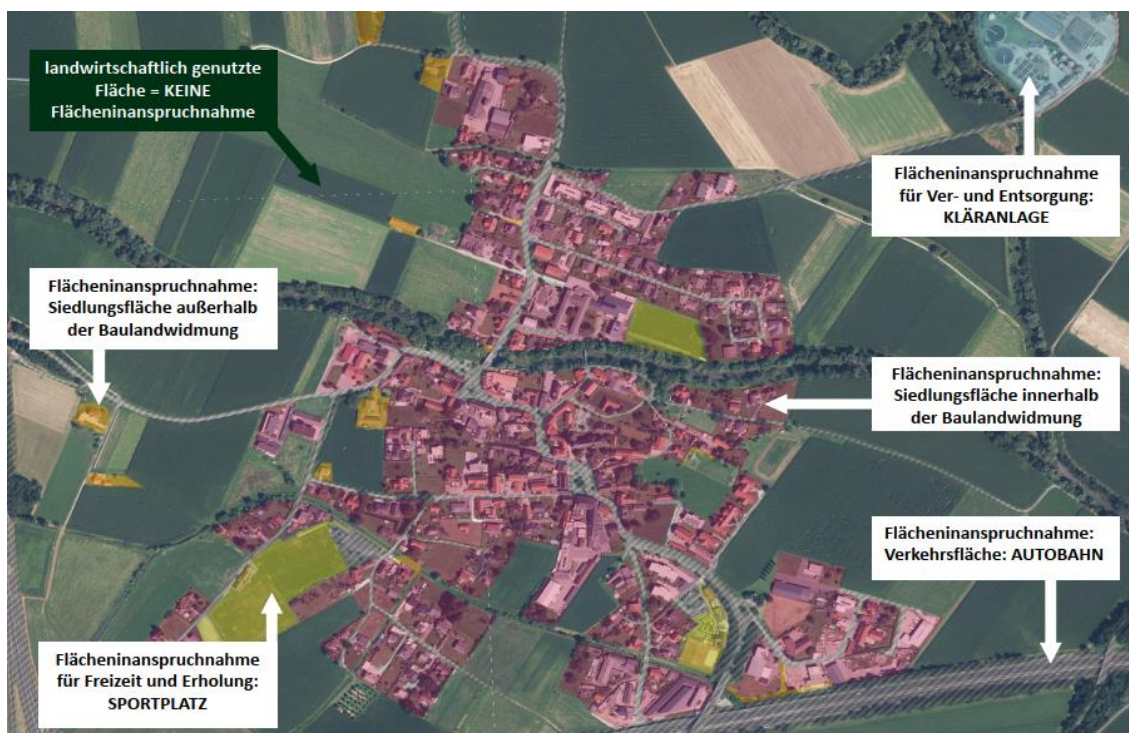 landwirtschaftlich genutzte
Fläche = KEINE
Flächeninanspruchnahme
Flächeninanspruchnahme
für Ver- und Entsorgung:
KLÄRANLAGE
Flächeninanspruchnahme:
Siedlungsfläche außerhalb
der Baulandwidmung
Flächeninanspruchnahme:
Siedlungsfläche innerhalb
der Baulandwidmung
Flächeninanspruchnahme:
Verkehrsfläche: AUTOBAHN
Flächeninanspruchnahme
für Freizeit und Erholung:
SPORTPLATZ